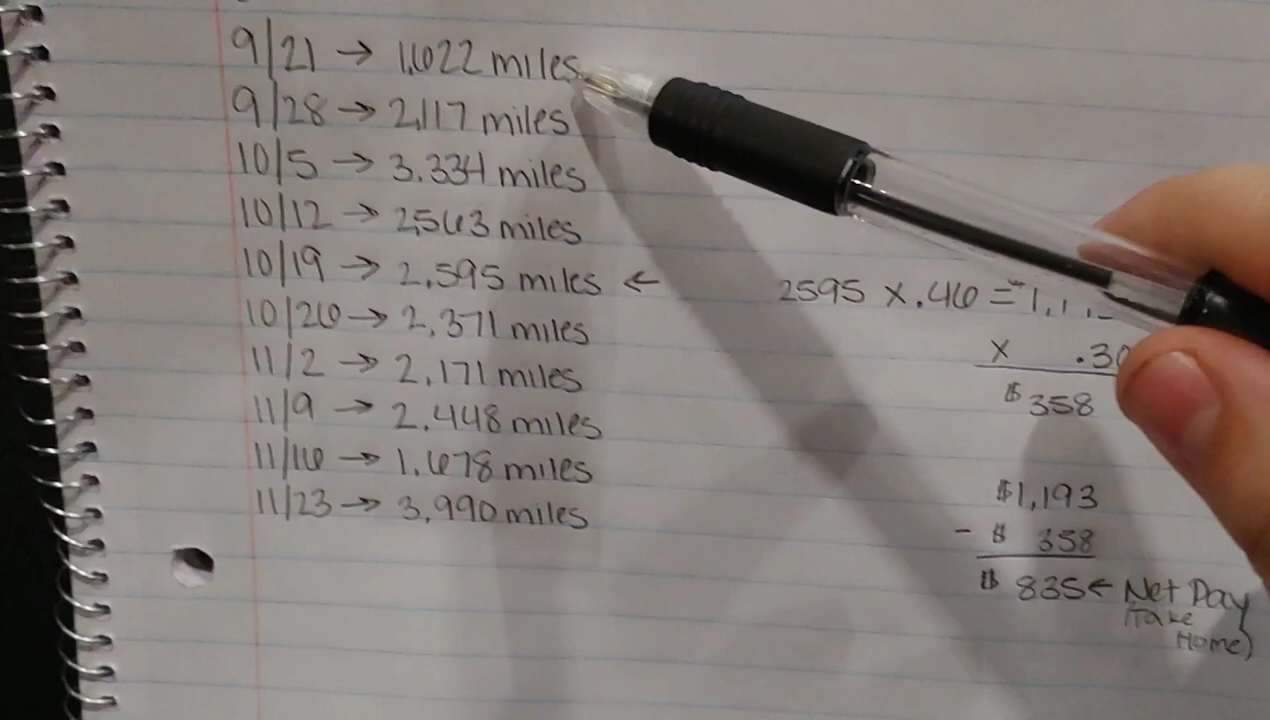 9/21 → 1,622 miles
9/28 → 2,117 miles
10/5 → 3,334 miles
10/12 → 2,563 miles
10/19 → 2,595 miles ← 2595 x .46 = $1,1
x .30
$358
10/26 → 2,371 miles
11/2 → 2,171 miles
11/9 → 2,448 miles
11/16 → 1,678 miles
11/23 → 3,990 miles
$1,193
- $ 358
$ 835 ← Net Pay
(Take
Home)